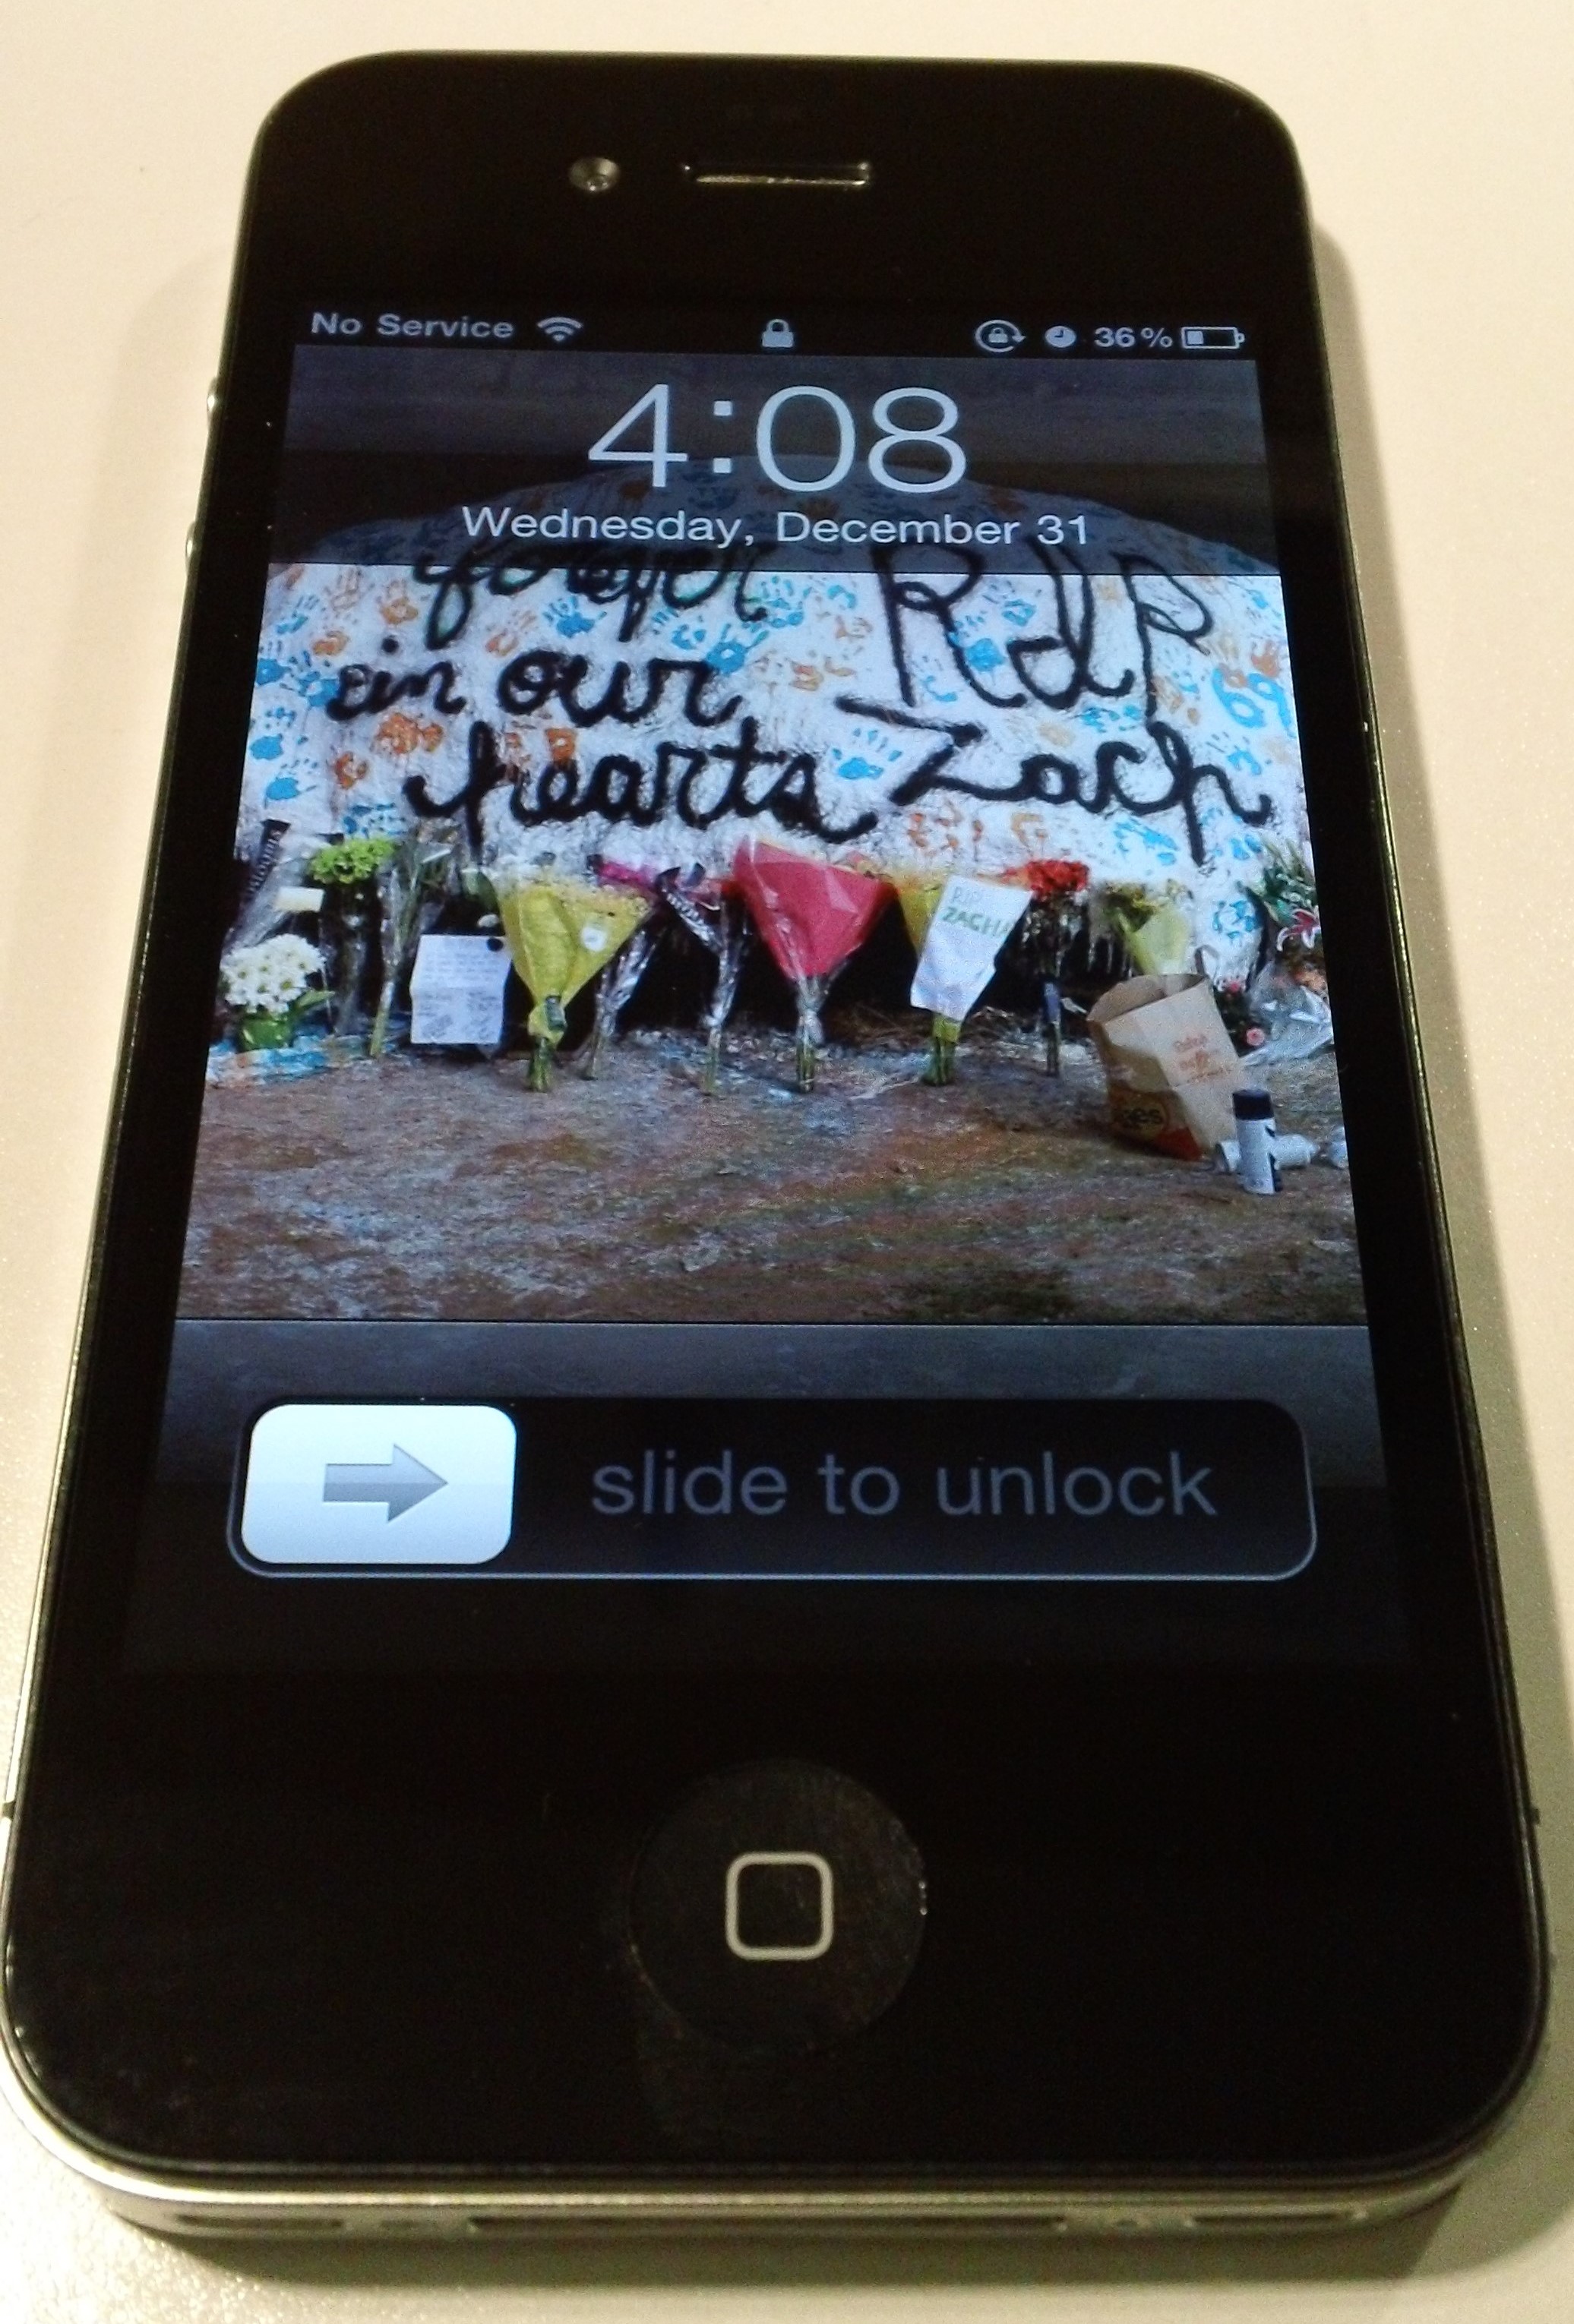 No Service 36%
4:08
Wednesday, December 31
forever RIP
in our 69
hearts Zach
RIP
ZACH
slide to unlock